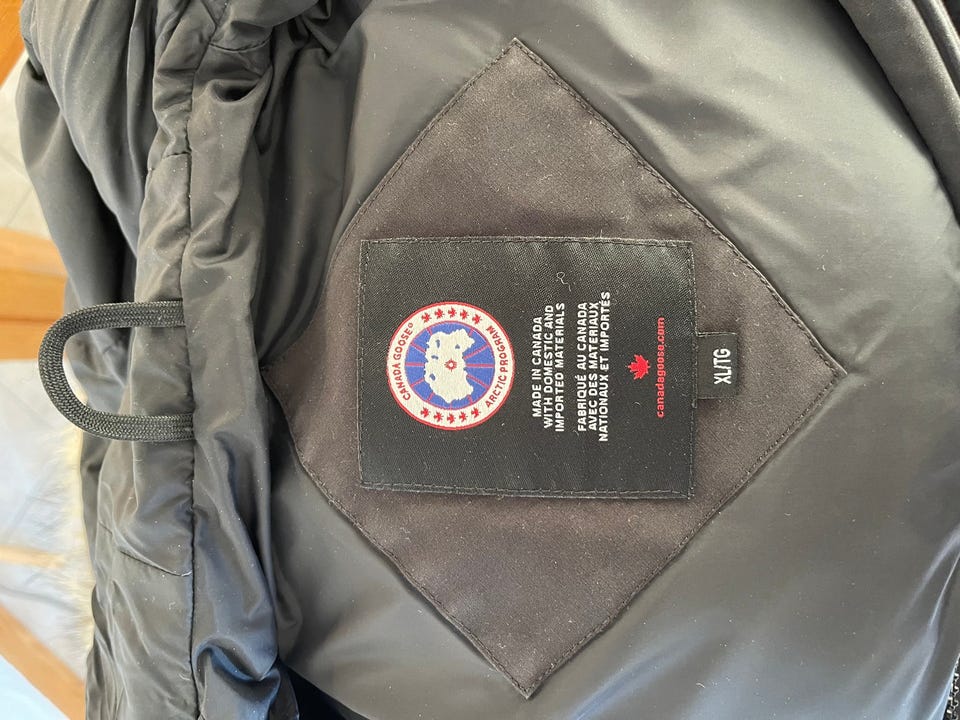 CANADA GOOSE®
ARCTIC PROGRAM
MADE IN CANADA
WITH DOMESTIC AND
IMPORTED MATERIALS
FABRIQUÉ AU CANADA
AVEC DES MATÉRIAUX
NATIONAUX ET IMPORTÉS
canadagoose.com
XL/TG